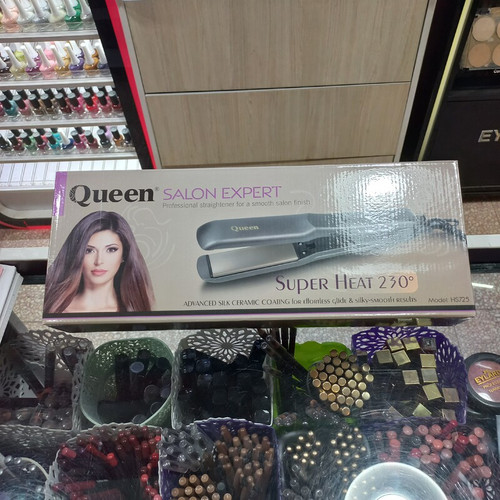 Queen® SALON EXPERT
Professional straightener for a smooth salon finish
Queen
SUPER HEAT 230°
ADVANCED SILK CERAMIC COATING for effortless glide & silky-smooth results
Model: HS725
EY